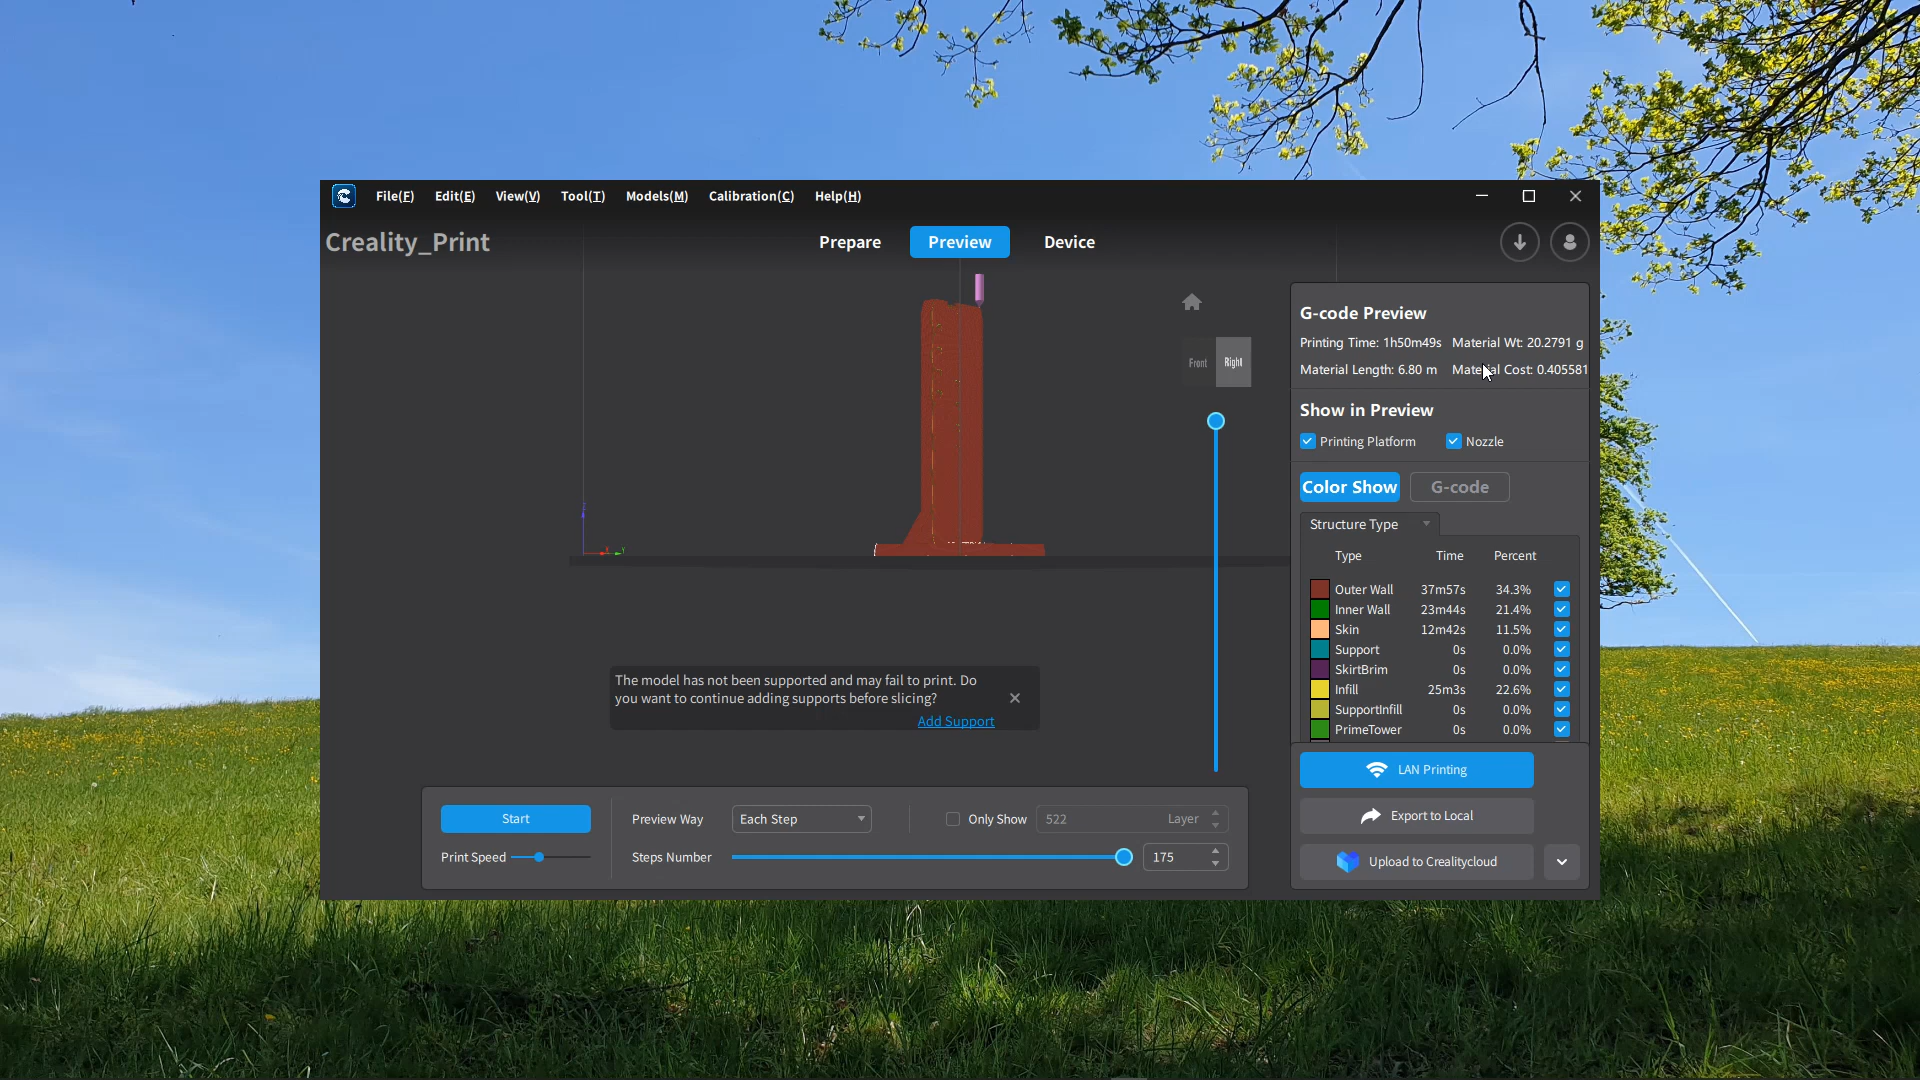 File(F) Edit(E) View(V) Tool(T) Models(M) Calibration(C) Help(H)
Creality_Print
Prepare Preview Device
Front Right
G-code Preview
Printing Time: 1h50m49s Material Wt: 20.2791 g
Material Length: 6.80 m Material Cost: 0.405581
Show in Preview
Printing Platform Nozzle
Color Show G-code
Structure Type
Type Time Percent
Outer Wall 37m57s 34.3%
Inner Wall 23m44s 21.4%
Skin 12m42s 11.5%
Support 0s 0.0%
SkirtBrim 0s 0.0%
Infill 25m3s 22.6%
SupportInfill 0s 0.0%
PrimeTower 0s 0.0%
The model has not been supported and may fail to print. Do
you want to continue adding supports before slicing?
Add Support
LAN Printing
Export to Local
Upload to Crealitycloud
Start Preview Way Each Step Only Show 522 Layer
Print Speed Steps Number 175
Z
X Y